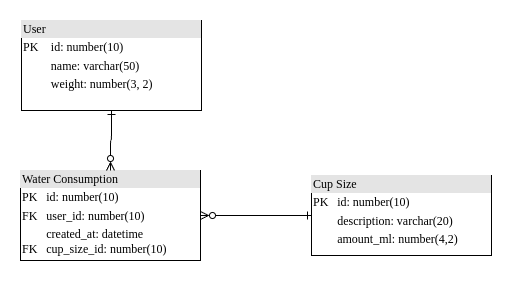 User
PK id: number(10)
name: varchar(50)
weight: number(3, 2)
Water Consumption
PK id: number(10)
FK user_id: number(10)
created_at: datetime
FK cup_size_id: number(10)
Cup Size
PK id: number(10)
description: varchar(20)
amount_ml: number(4,2)